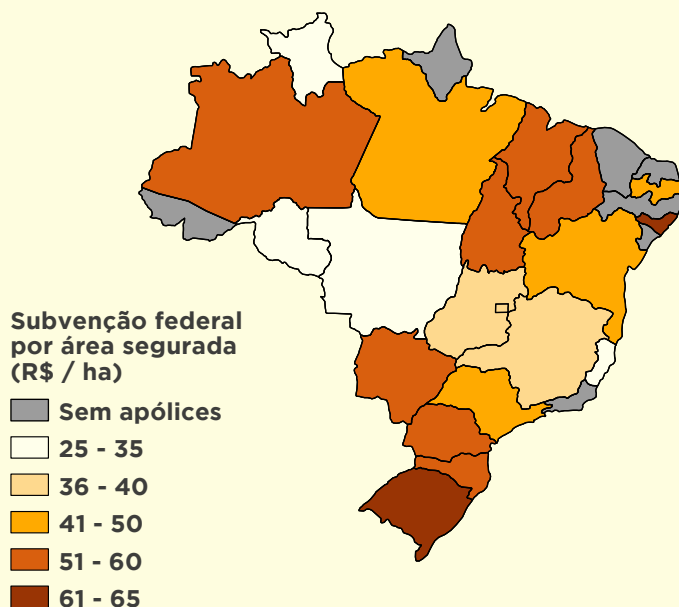 Subvenção federal
por área segurada
(R$ / ha)
Sem apólices
25 - 35
36 - 40
41 - 50
51 - 60
61 - 65